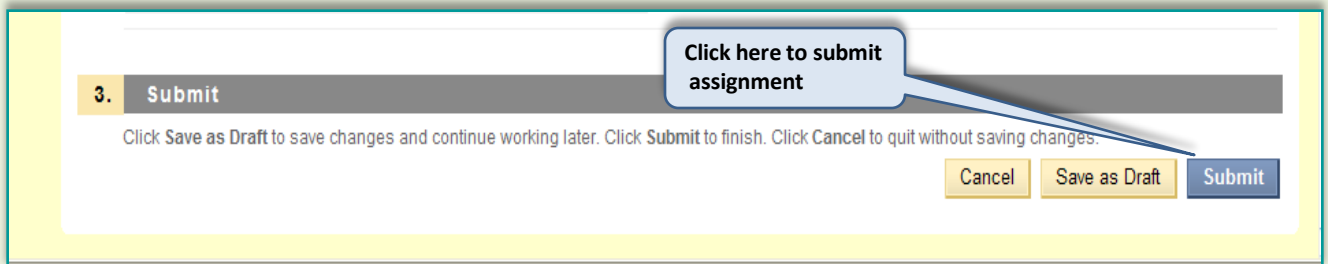 Click here to submit
assignment
3. Submit
Click Save as Draft to save changes and continue working later. Click Submit to finish. Click Cancel to quit without saving changes.
Cancel Save as Draft Submit